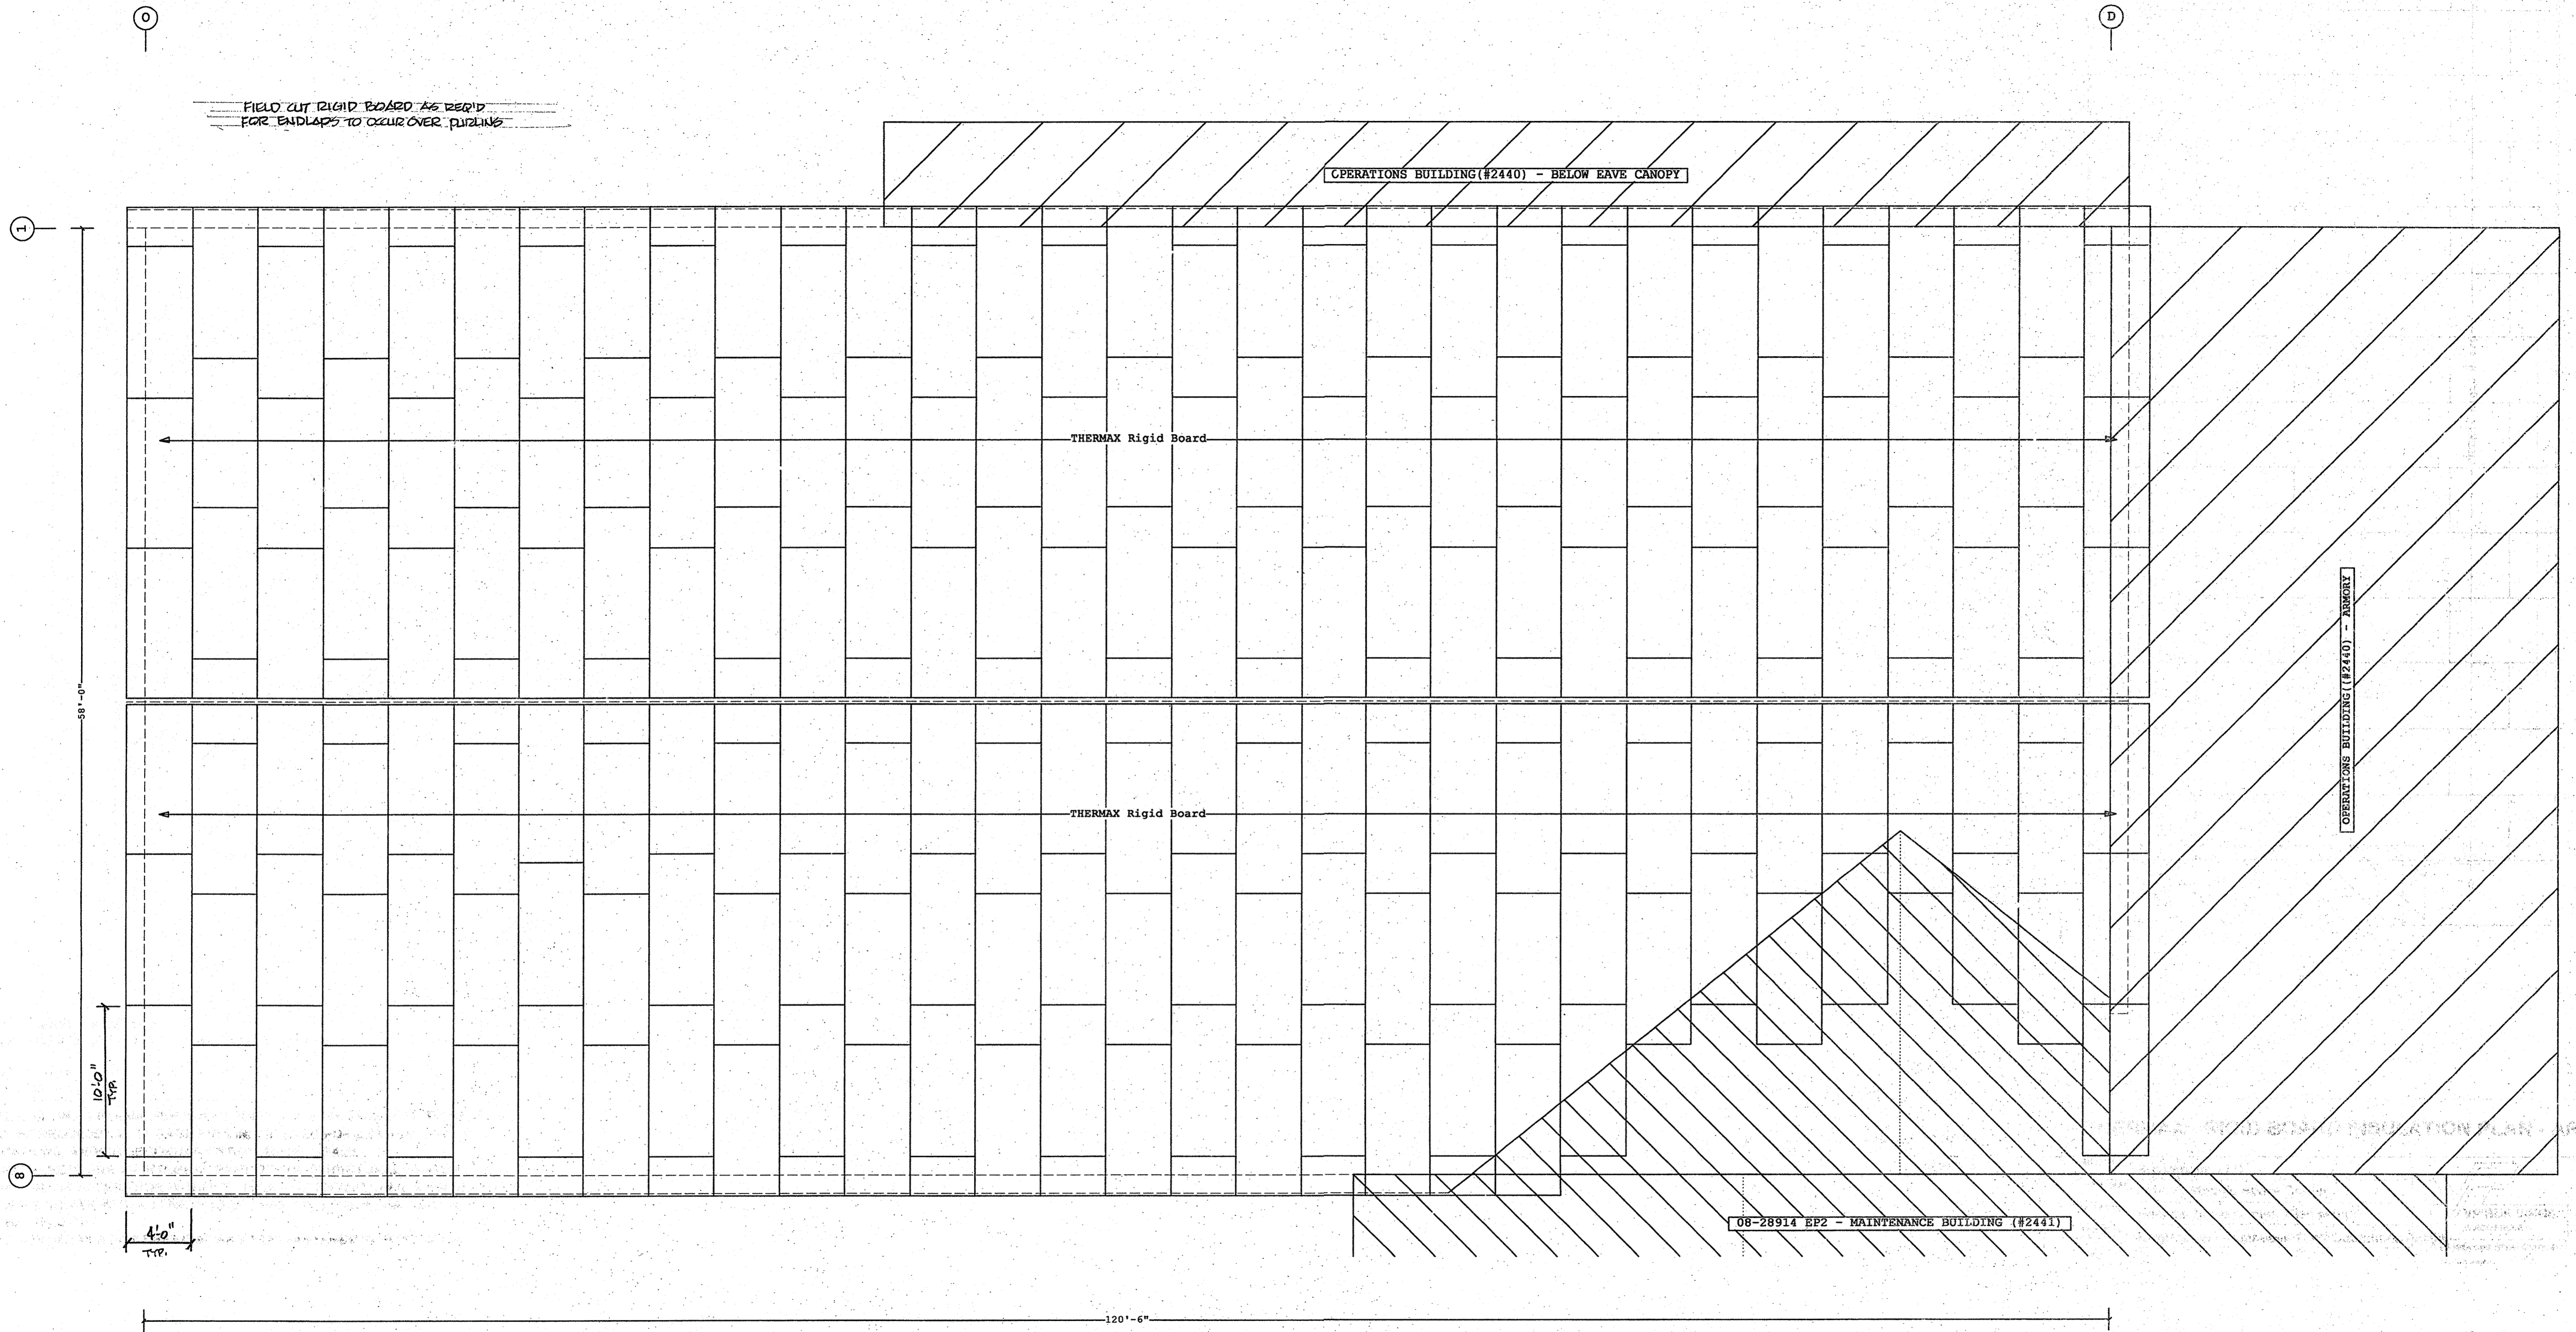 O
D
FIELD CUT RIGID BOARD AS REQ'D
FOR ENDLAPS TO OCCUR OVER PURLINS
OPERATIONS BUILDING(#2440) - BELOW EAVE CANOPY
1
THERMAX Rigid Board
58'-0"
OPERATIONS BUILDING((#2440) - ARMORY
THERMAX Rigid Board
10'-0"
TYP.
8
4'-0"
TYP.
08-28914 EP2 - MAINTENANCE BUILDING (#2441)
120'-6"